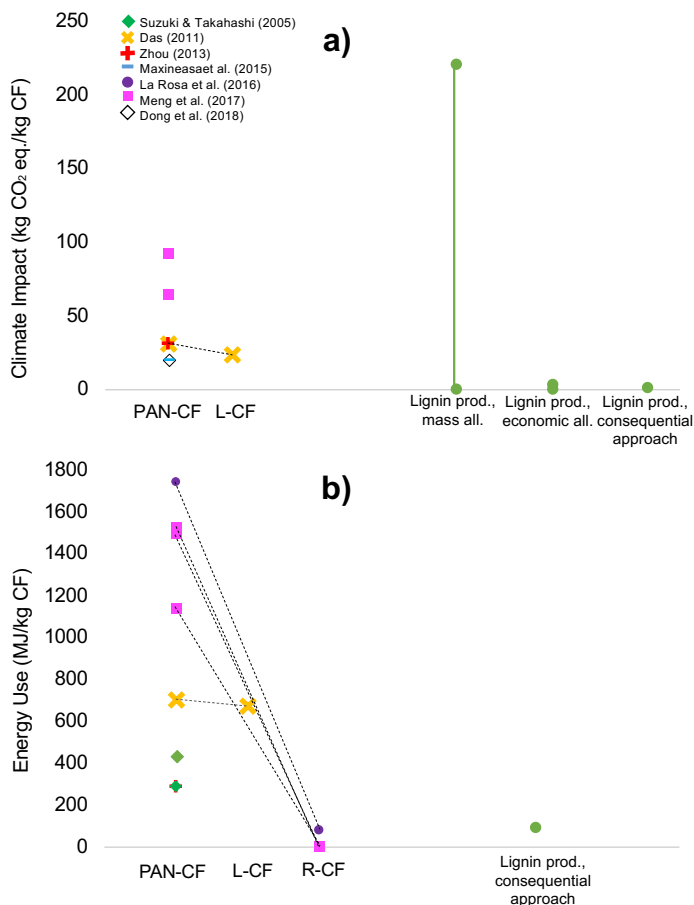 250
200
150
100
50
0
Climate Impact (kg CO₂ eq./kg CF)
Suzuki & Takahashi (2005)
Das (2011)
Zhou (2013)
Maxineasaet al. (2015)
La Rosa et al. (2016)
Meng et al. (2017)
Dong et al. (2018)
a)
PAN-CF
L-CF
Lignin prod.,
mass all.
Lignin prod.,
economic all.
Lignin prod.,
consequential
approach
1800
1600
1400
1200
1000
800
600
400
200
0
Energy Use (MJ/kg CF)
b)
PAN-CF
L-CF
R-CF
Lignin prod.,
consequential
approach